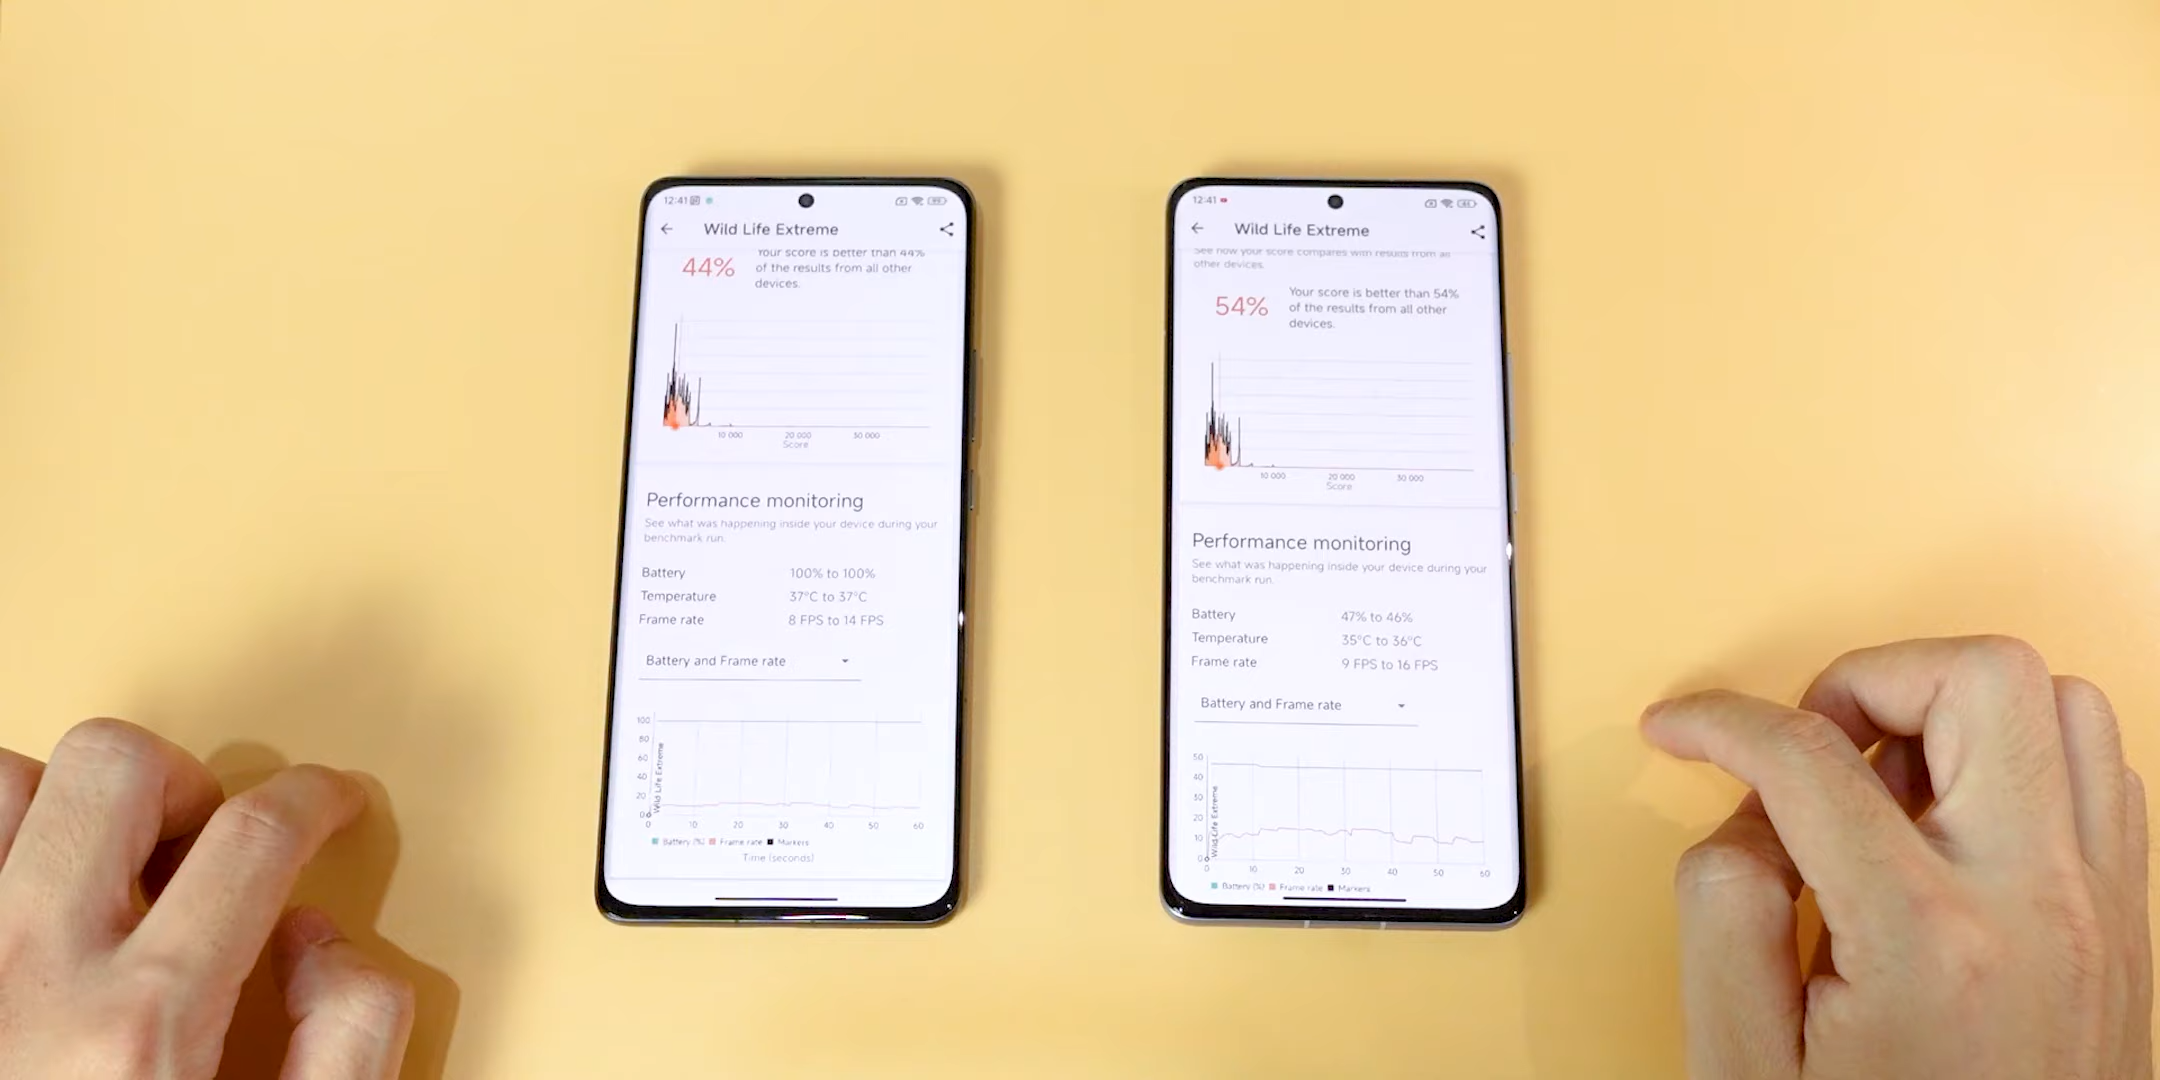 12:41
Wild Life Extreme
44%
Your score is better than 44%
of the results from all other
devices.
10 000
20 000
30 000
Score
Performance monitoring
See what was happening inside your device during your
benchmark run.
Battery 100% to 100%
Temperature 37°C to 37°C
Frame rate 8 FPS to 14 FPS
Battery and Frame rate
100
80
60
40
20
0
Wild Life Extreme
0 10 20 30 40 50 60
Battery (%) Frame rate Markers
Time (seconds)
12:41
Wild Life Extreme
See how your score compares with results from all
other devices.
54%
Your score is better than 54%
of the results from all other
devices.
10 000
20 000
30 000
Score
Performance monitoring
See what was happening inside your device during your
benchmark run.
Battery 47% to 46%
Temperature 35°C to 36°C
Frame rate 9 FPS to 16 FPS
Battery and Frame rate
50
40
30
20
10
0
Wild Life Extreme
0 10 20 30 40 50 60
Battery (%) Frame rate Markers